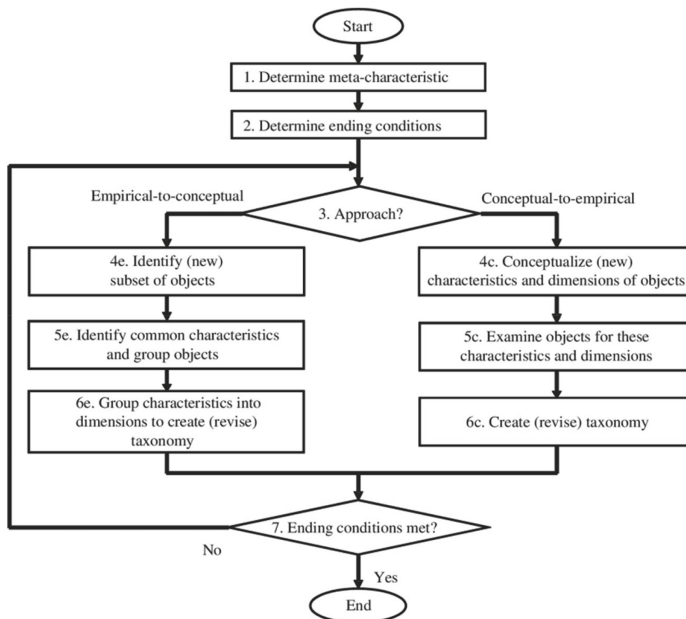 Start
1. Determine meta-characteristic
2. Determine ending conditions
Empirical-to-conceptual
Conceptual-to-empirical
3. Approach?
4e. Identify (new)
subset of objects
4c. Conceptualize (new)
characteristics and dimensions of objects
5e. Identify common characteristics
and group objects
5c. Examine objects for these
characteristics and dimensions
6e. Group characteristics into
dimensions to create (revise)
taxonomy
6c. Create (revise) taxonomy
7. Ending conditions met?
No
Yes
End